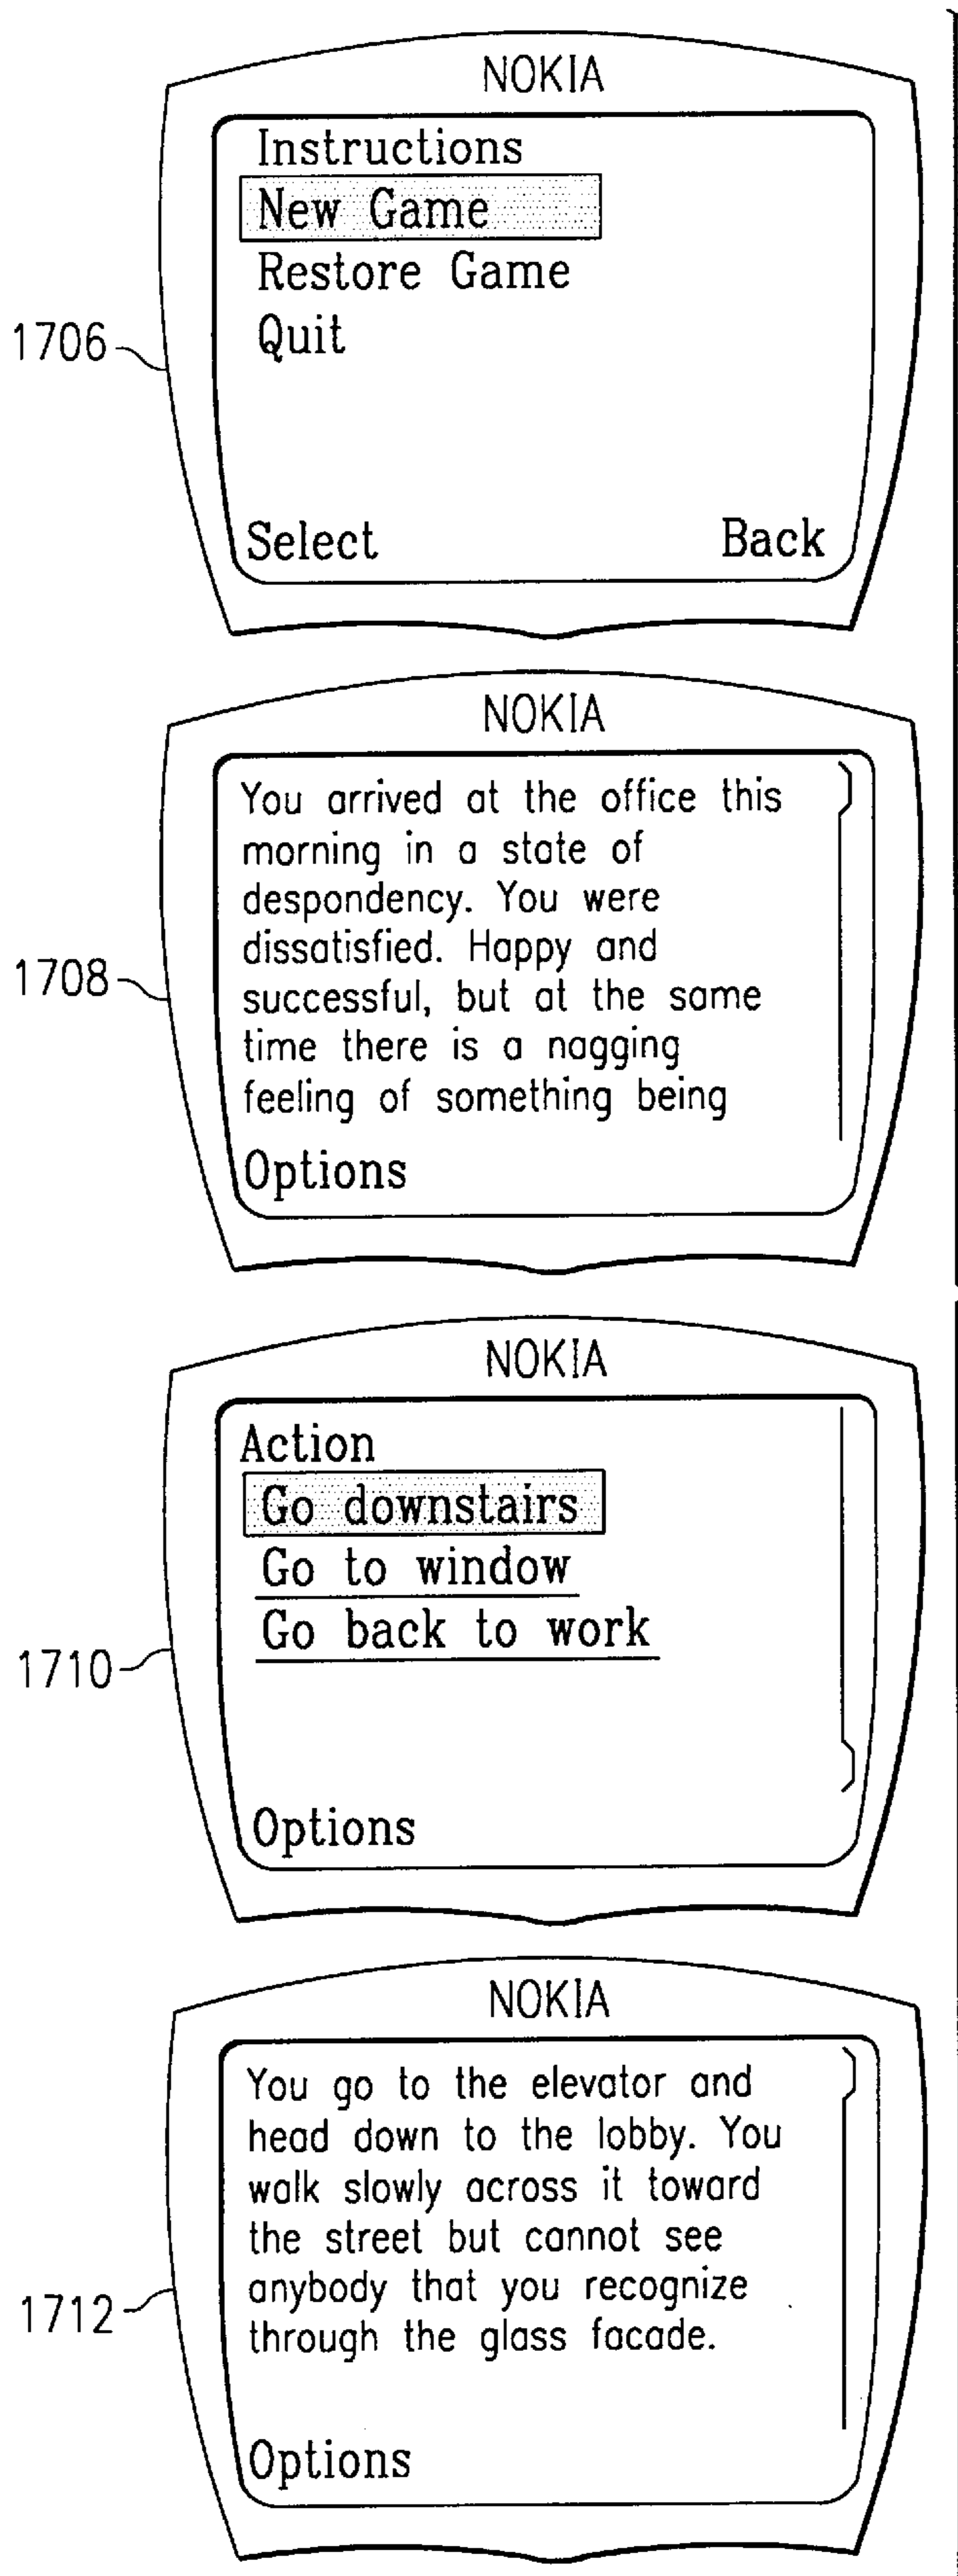 NOKIA
Instructions
New Game
Restore Game
Quit
1706
Select Back
NOKIA
You arrived at the office this
morning in a state of
despondency. You were
dissatisfied. Happy and
successful, but at the same
time there is a nagging
feeling of something being
1708
Options
NOKIA
Action
Go downstairs
Go to window
Go back to work
1710
Options
NOKIA
You go to the elevator and
head down to the lobby. You
walk slowly across it toward
the street but cannot see
anybody that you recognize
through the glass facade.
1712
Options